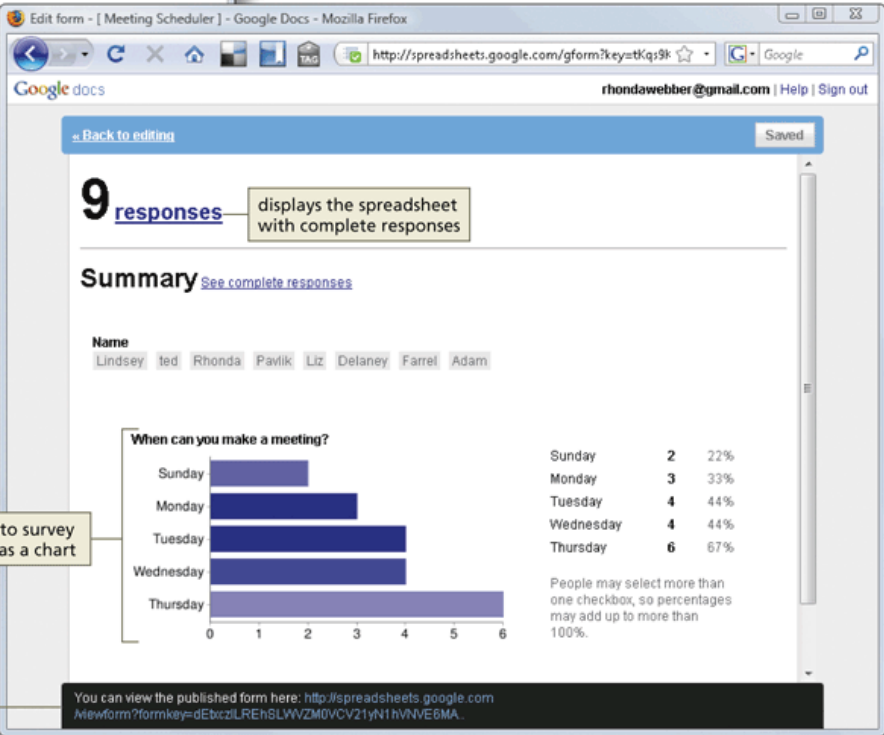 Edit form - [ Meeting Scheduler ] - Google Docs - Mozilla Firefox
TAG
http://spreadsheets.google.com/gform?key=tKqs9k
G
Google
Google docs
rhondawebber@gmail.com | Help | Sign out
« Back to editing
Saved
9 responses
displays the spreadsheet
with complete responses
Summary See complete responses
Name
Lindsey ted Rhonda Pavlik Liz Delaney Farrel Adam
to survey
as a chart
When can you make a meeting?
Sunday
Monday
Tuesday
Wednesday
Thursday
0 1 2 3 4 5 6
Sunday 2 22%
Monday 3 33%
Tuesday 4 44%
Wednesday 4 44%
Thursday 6 67%
People may select more than
one checkbox, so percentages
may add up to more than
100%.
You can view the published form here: http://spreadsheets.google.com